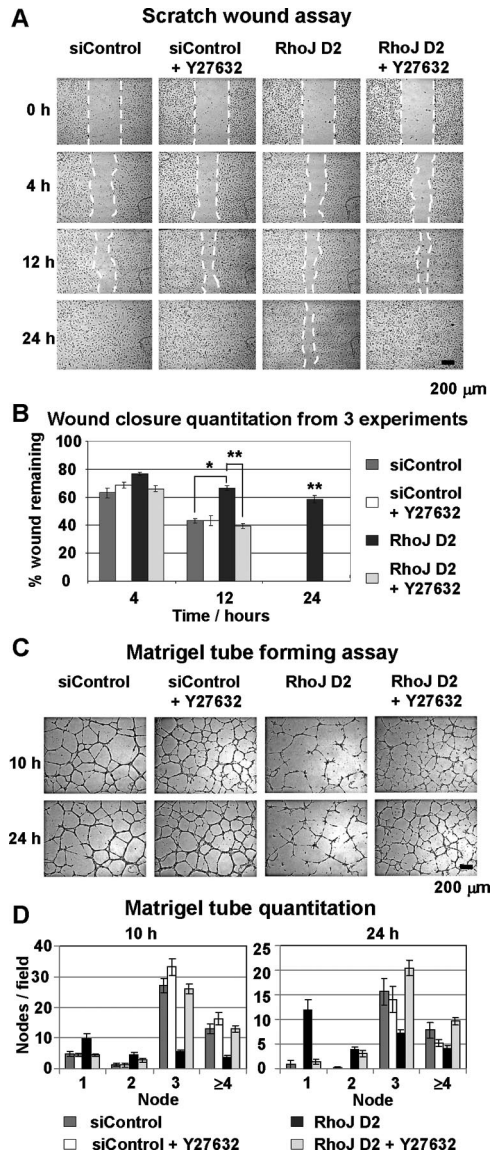 A
Scratch wound assay
siControl
siControl
+ Y27632
RhoJ D2
RhoJ D2
+ Y27632
0 h
4 h
12 h
24 h
200 µm
B
Wound closure quantitation from 3 experiments
% wound remaining
80
60
40
20
0
*
**
**
4
12
24
Time / hours
siControl
siControl
+ Y27632
RhoJ D2
RhoJ D2
+ Y27632
C
Matrigel tube forming assay
siControl
siControl
+ Y27632
RhoJ D2
RhoJ D2
+ Y27632
10 h
24 h
200 µm
D
Matrigel tube quantitation
10 h
24 h
Nodes / field
40
30
20
10
0
25
20
15
10
5
0
1
2
3
≥4
Node
1
2
3
≥4
Node
siControl
RhoJ D2
siControl + Y27632
RhoJ D2 + Y27632